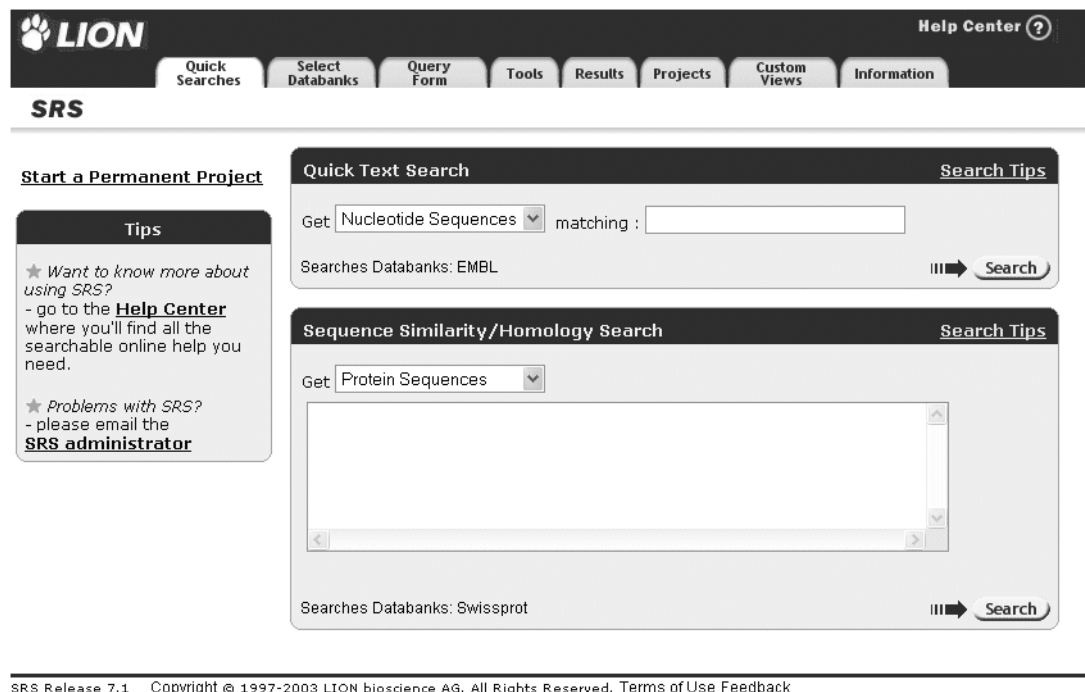 LION
Help Center ?
Quick Searches
Select Databanks
Query Form
Tools
Results
Projects
Custom Views
Information
SRS
Start a Permanent Project
Tips
Want to know more about
using SRS?
- go to the Help Center
where you'll find all the
searchable online help you
need.
Problems with SRS?
- please email the
SRS administrator
Quick Text Search
Search Tips
Get Nucleotide Sequences matching :
Searches Databanks: EMBL
Search
Sequence Similarity/Homology Search
Search Tips
Get Protein Sequences
Searches Databanks: Swissprot
Search
SRS Release 7.1 Copyright © 1997-2003 LION bioscience AG. All Rights Reserved. Terms of Use Feedback